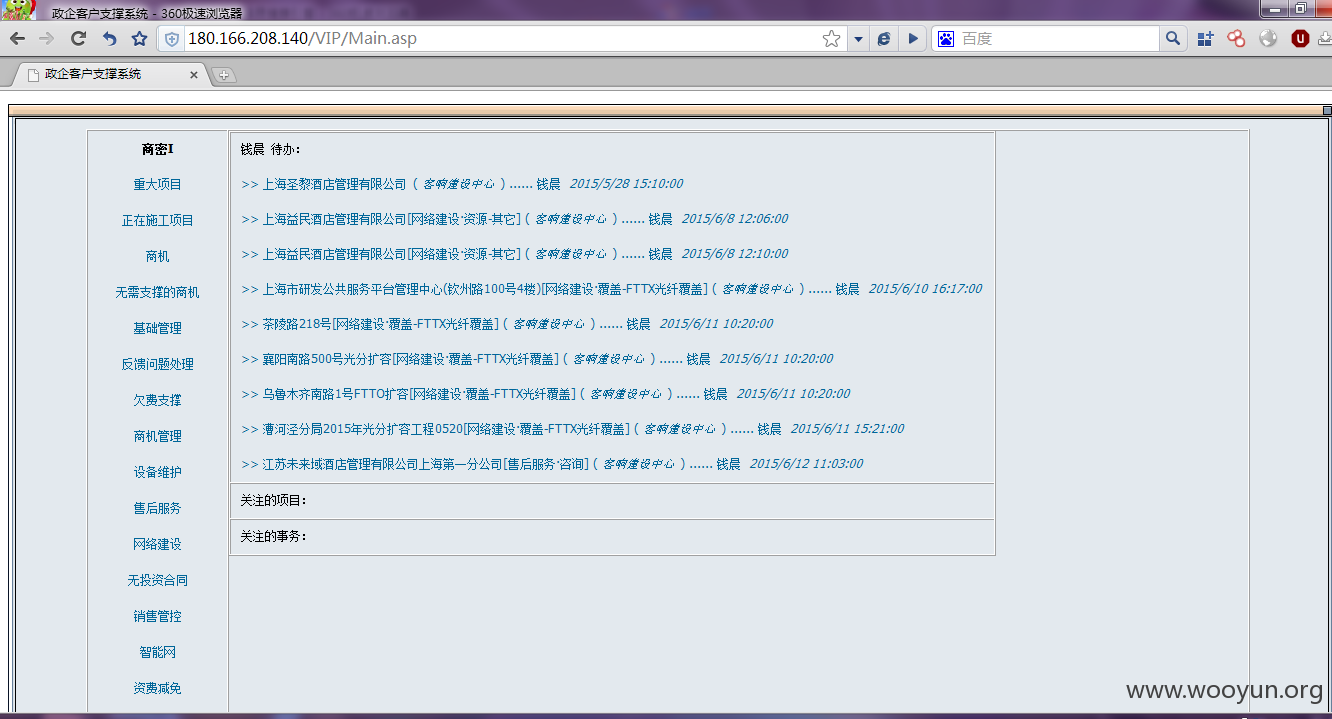 政企客户支撑系统 - 360极速浏览器
180.166.208.140/VIP/Main.asp
百度
政企客户支撑系统
商密I
重大项目
正在施工项目
商机
无需支撑的商机
基础管理
反馈问题处理
欠费支撑
商机管理
设备维护
售后服务
网络建设
无投资合同
销售管控
智能网
资费减免
钱晨 待办：
>> 上海圣黎酒店管理有限公司（ 客响建设中心 ）…… 钱晨 2015/5/28 15:10:00
>> 上海益民酒店管理有限公司[网络建设·资源-其它]（ 客响建设中心 ）…… 钱晨 2015/6/8 12:06:00
>> 上海益民酒店管理有限公司[网络建设·资源-其它]（ 客响建设中心 ）…… 钱晨 2015/6/8 12:10:00
>> 上海市研发公共服务平台管理中心(钦州路100号4楼)[网络建设·覆盖-FTTX光纤覆盖]（ 客响建设中心 ）…… 钱晨 2015/6/10 16:17:00
>> 茶陵路218号[网络建设·覆盖-FTTX光纤覆盖]（ 客响建设中心 ）…… 钱晨 2015/6/11 10:20:00
>> 襄阳南路500号光分扩容[网络建设·覆盖-FTTX光纤覆盖]（ 客响建设中心 ）…… 钱晨 2015/6/11 10:20:00
>> 乌鲁木齐南路1号FTTO扩容[网络建设·覆盖-FTTX光纤覆盖]（ 客响建设中心 ）…… 钱晨 2015/6/11 10:20:00
>> 漕河泾分局2015年光分扩容工程0520[网络建设·覆盖-FTTX光纤覆盖]（ 客响建设中心 ）…… 钱晨 2015/6/11 15:21:00
>> 江苏未来域酒店管理有限公司上海第一分公司[售后服务·咨询]（ 客响建设中心 ）…… 钱晨 2015/6/12 11:03:00
关注的项目：
关注的事务：
www.wooyun.org